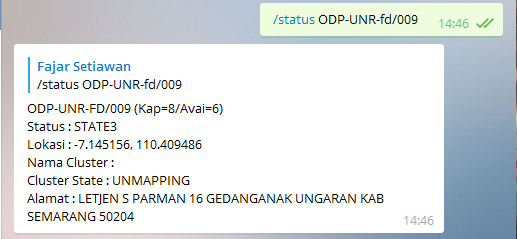 /status ODP-UNR-fd/009
14:46
Fajar Setiawan
/status ODP-UNR-fd/009
ODP-UNR-FD/009 (Kap=8/Avai=6)
Status : STATE3
Lokasi : -7.145156, 110.409486
Nama Cluster :
Cluster State : UNMAPPING
Alamat : LETJEN S PARMAN 16 GEDANGANAK UNGARAN KAB
SEMARANG 50204
14:46